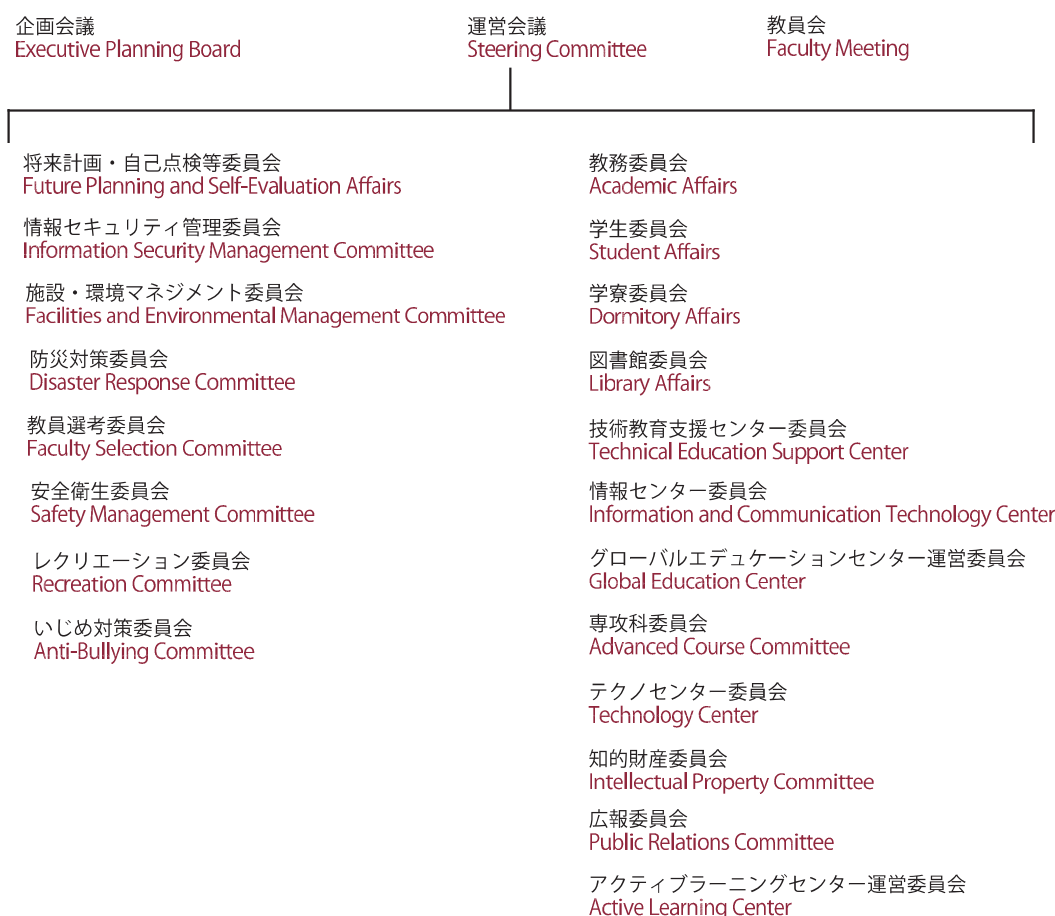 企画会議
Executive Planning Board
運営会議
Steering Committee
教員会
Faculty Meeting
将来計画・自己点検等委員会
Future Planning and Self-Evaluation Affairs
情報セキュリティ管理委員会
Information Security Management Committee
施設・環境マネジメント委員会
Facilities and Environmental Management Committee
防災対策委員会
Disaster Response Committee
教員選考委員会
Faculty Selection Committee
安全衛生委員会
Safety Management Committee
レクリエーション委員会
Recreation Committee
いじめ対策委員会
Anti-Bullying Committee
教務委員会
Academic Affairs
学生委員会
Student Affairs
学寮委員会
Dormitory Affairs
図書館委員会
Library Affairs
技術教育支援センター委員会
Technical Education Support Center
情報センター委員会
Information and Communication Technology Center
グローバルエデュケーションセンター運営委員会
Global Education Center
専攻科委員会
Advanced Course Committee
テクノセンター委員会
Technology Center
知的財産委員会
Intellectual Property Committee
広報委員会
Public Relations Committee
アクティブラーニングセンター運営委員会
Active Learning Center